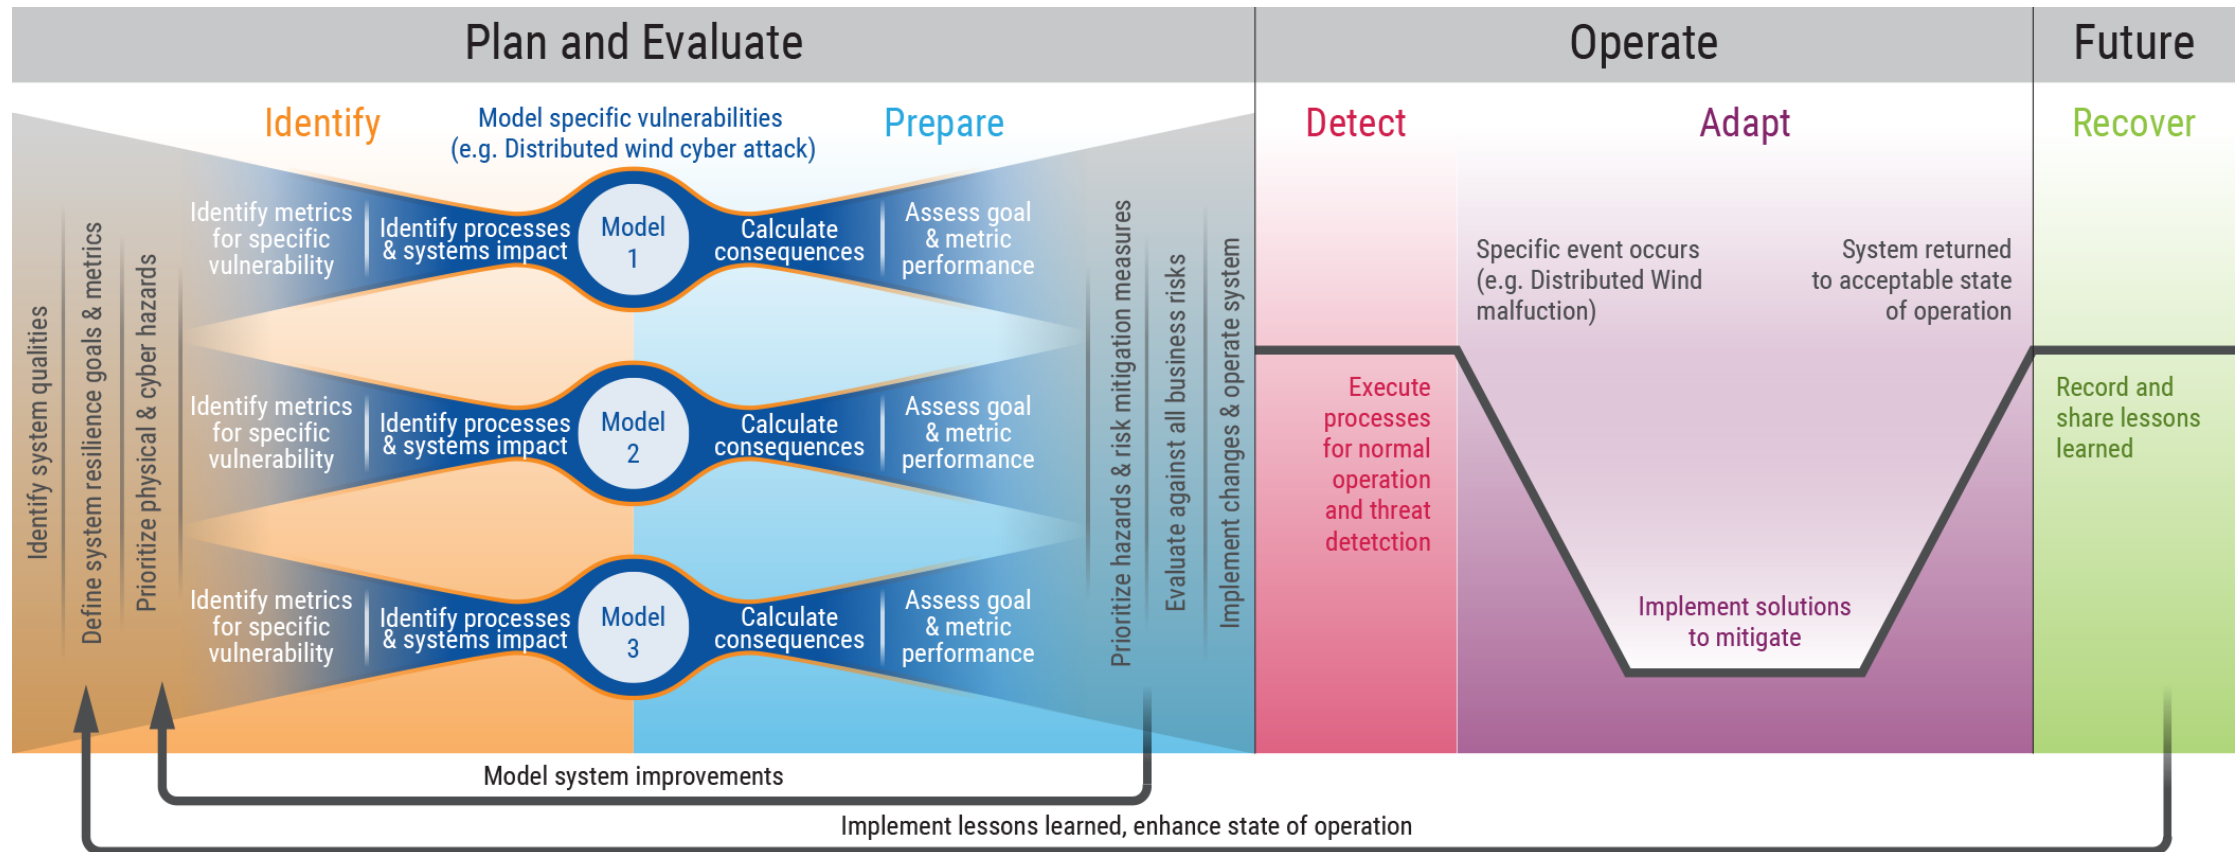 Plan and Evaluate
Operate
Future
Identify
Model specific vulnerabilities
(e.g. Distributed wind cyber attack)
Prepare
Detect
Adapt
Recover
Identify system qualities
Define system resilience goals & metrics
Prioritize physical & cyber hazards
Identify metrics
for specific
vulnerability
Identify processes
& systems impact
Model
1
Calculate
consequences
Assess goal
& metric
performance
Identify metrics
for specific
vulnerability
Identify processes
& systems impact
Model
2
Calculate
consequences
Assess goal
& metric
performance
Identify metrics
for specific
vulnerability
Identify processes
& systems impact
Model
3
Calculate
consequences
Assess goal
& metric
performance
Prioritize hazards & risk mitigation measures
Evaluate against all business risks
Implement changes & operate system
Execute
processes
for normal
operation
and threat
detetction
Specific event occurs
(e.g. Distributed Wind
malfuction)
System returned
to acceptable state
of operation
Implement solutions
to mitigate
Record and
share lessons
learned
Model system improvements
Implement lessons learned, enhance state of operation